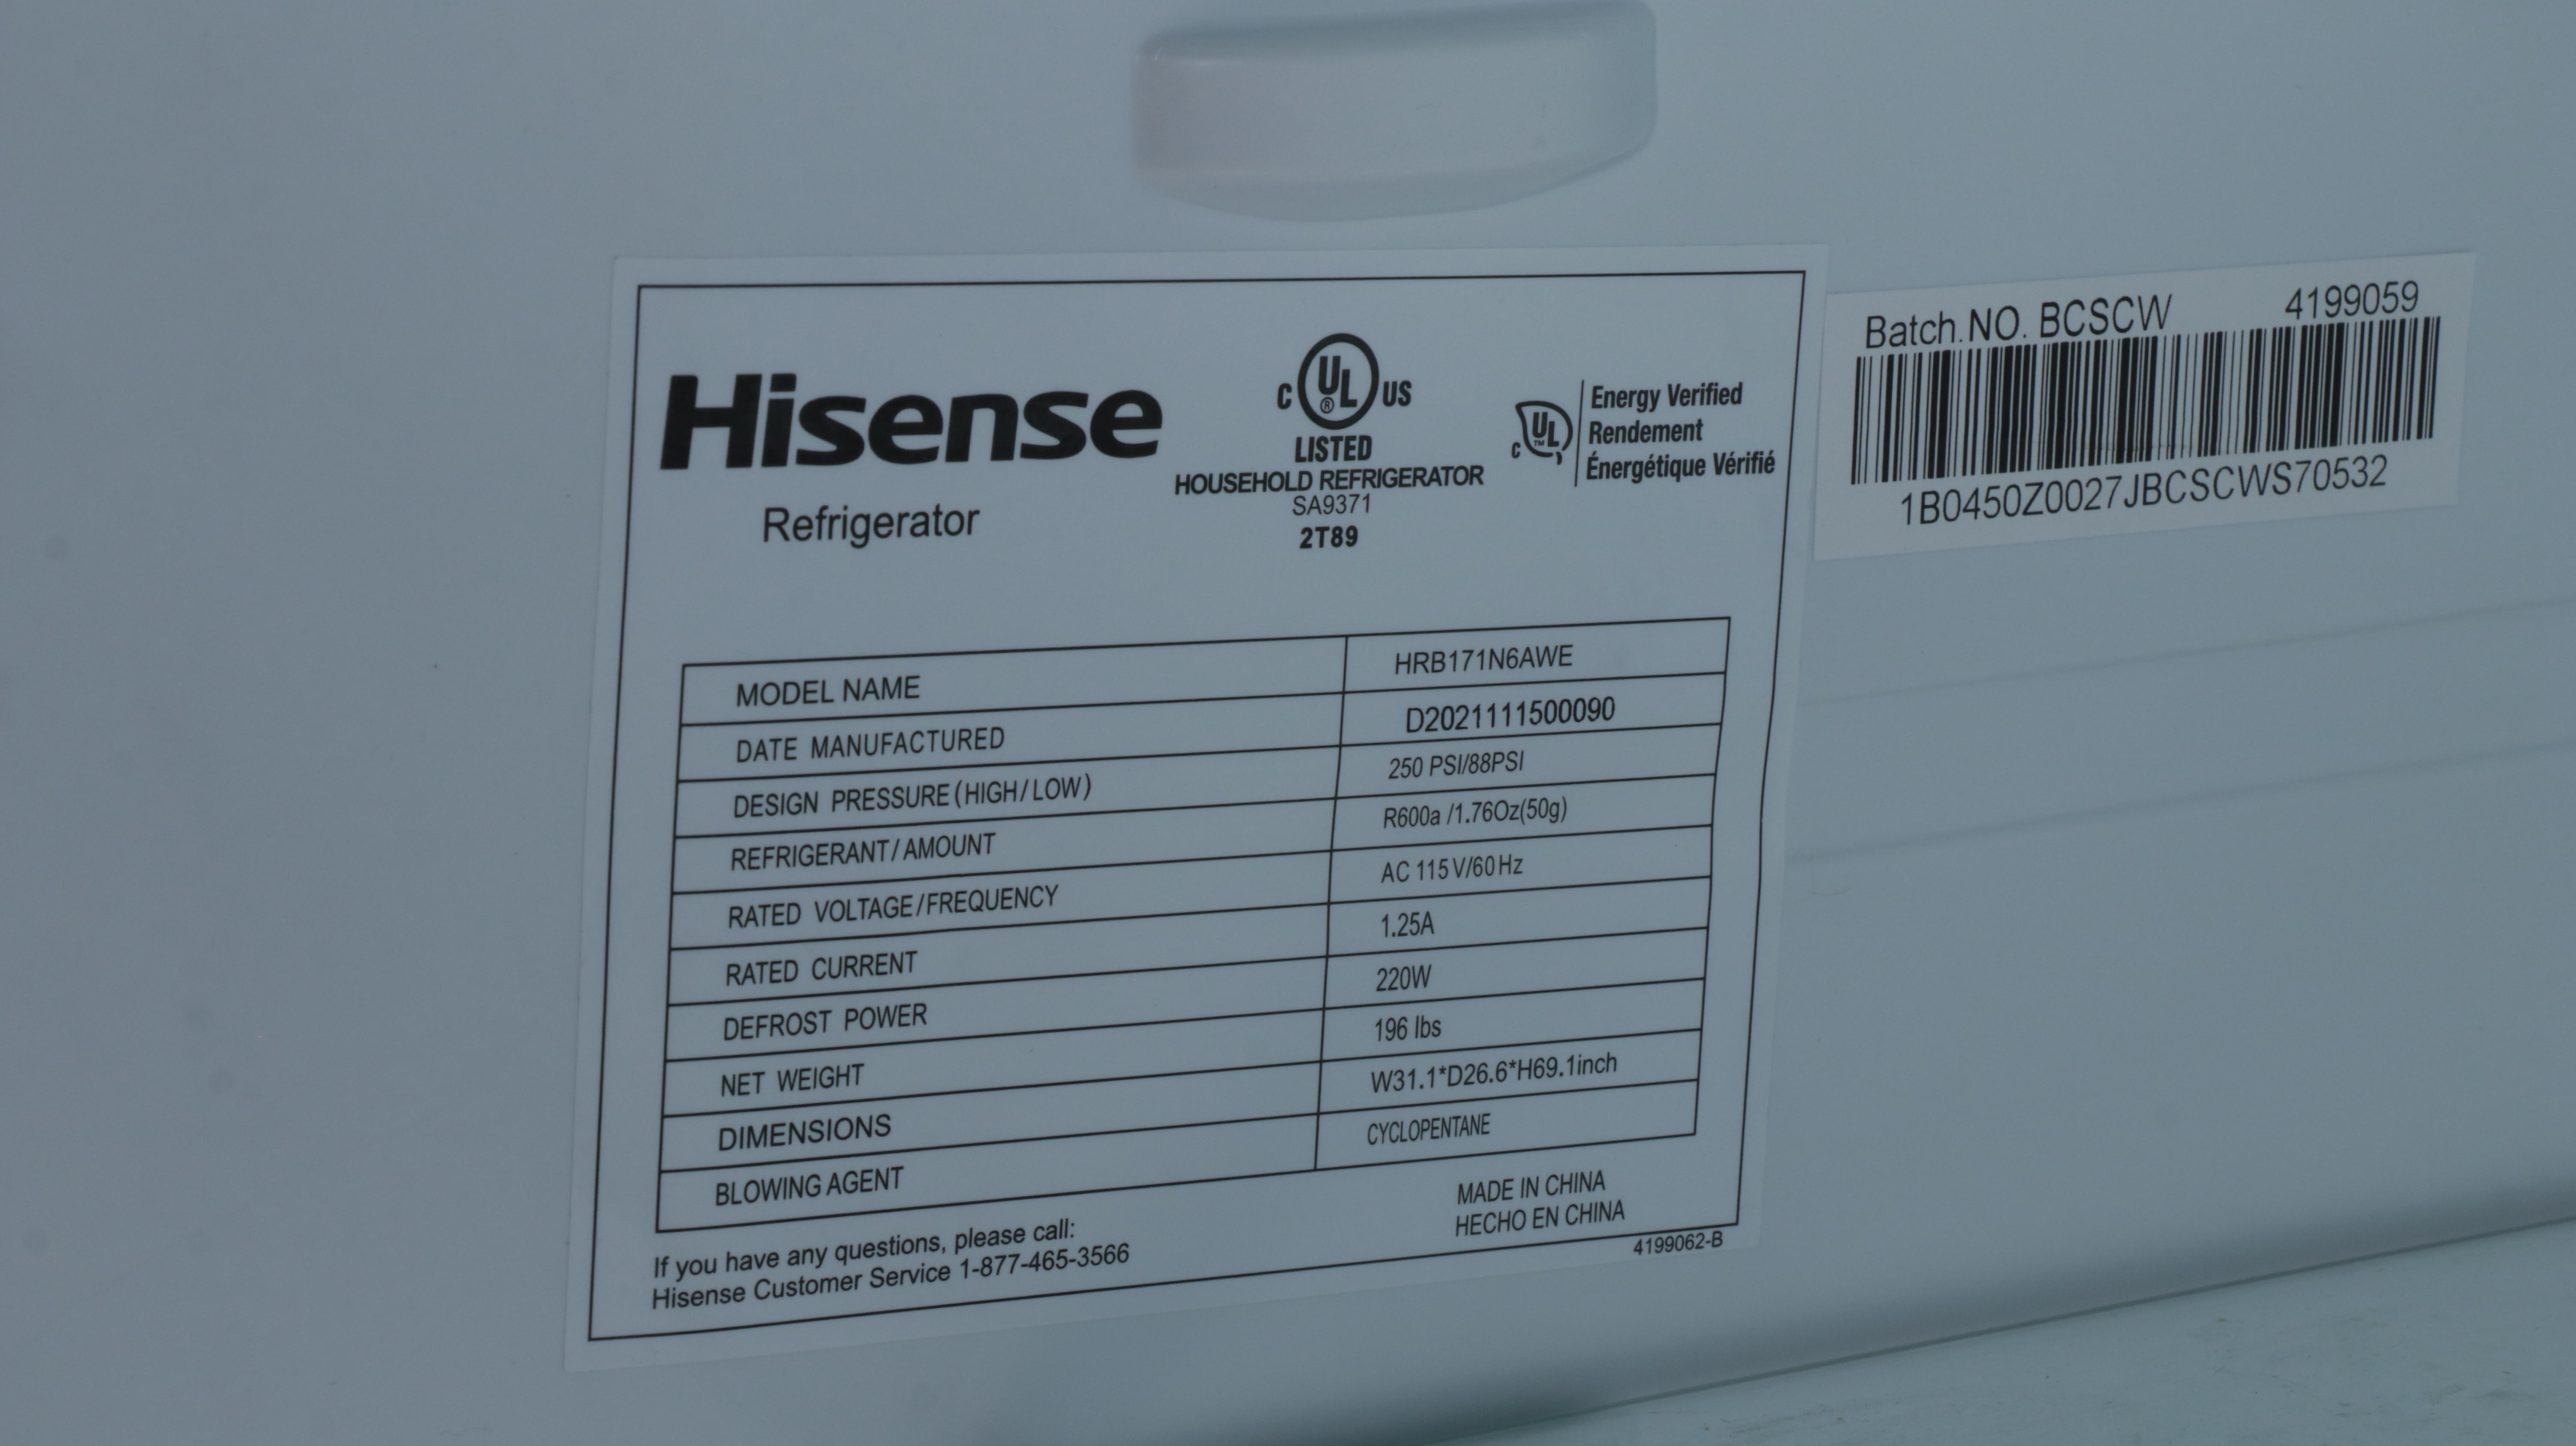 Hisense
Refrigerator
C UL US
®
LISTED
HOUSEHOLD REFRIGERATOR
SA9371
2T89
C UL
TM
Energy Verified
Rendement
Énergétique Vérifié
MODEL NAME HRB171N6AWE
DATE MANUFACTURED D2021111500090
DESIGN PRESSURE(HIGH/LOW) 250 PSI/88PSI
REFRIGERANT/AMOUNT R600a /1.76Oz(50g)
RATED VOLTAGE/FREQUENCY AC 115V/60Hz
RATED CURRENT 1.25A
DEFROST POWER 220W
NET WEIGHT 196 lbs
DIMENSIONS W31.1*D26.6*H69.1inch
BLOWING AGENT CYCLOPENTANE
If you have any questions, please call:
Hisense Customer Service 1-877-465-3566
MADE IN CHINA
HECHO EN CHINA
4199062-B
Batch.NO. BCSCW 4199059
1B0450Z0027JBCSCWS70532